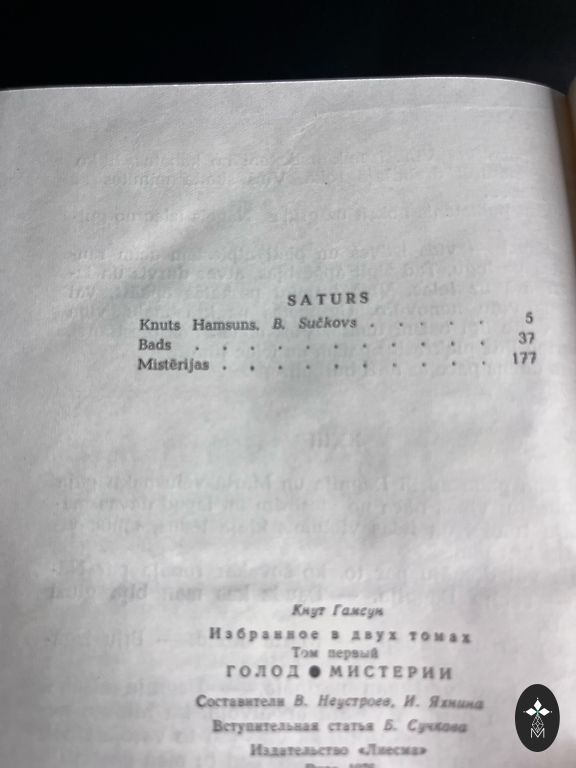 SATURS
Knuts Hamsuns. B. Sučkovs . . . . . 5
Bads . . . . . . . . . . . 37
Mistērijas . . . . . . . . . . 177
Кнут Гамсун
Избранное в двух томах
Том первый
ГОЛОД ● МИСТЕРИИ
Составители В. Неустроев, И. Яхнина
Вступительная статья Б. Сучкова
Издательство «Лиесма»